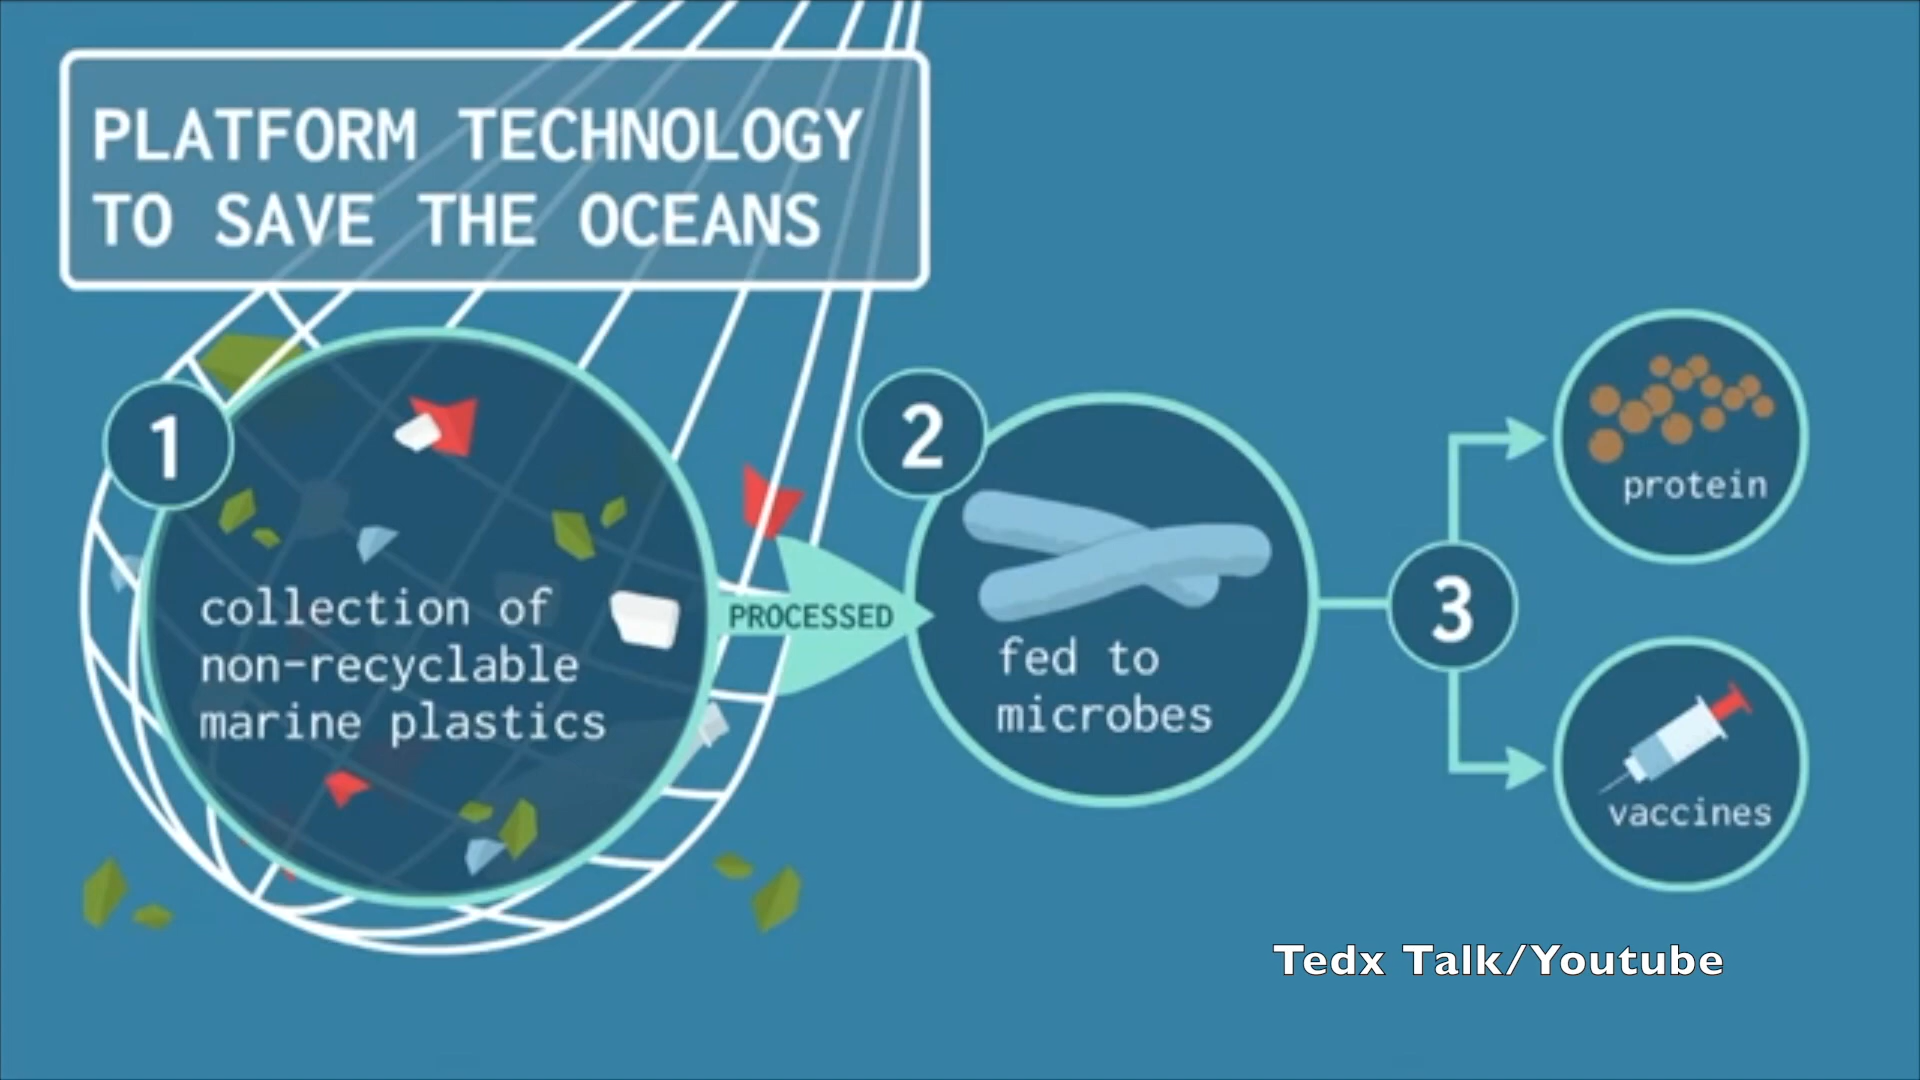 PLATFORM TECHNOLOGY
TO SAVE THE OCEANS
1
collection of
non-recyclable
marine plastics
PROCESSED
2
fed to
microbes
3
protein
vaccines
Tedx Talk/Youtube